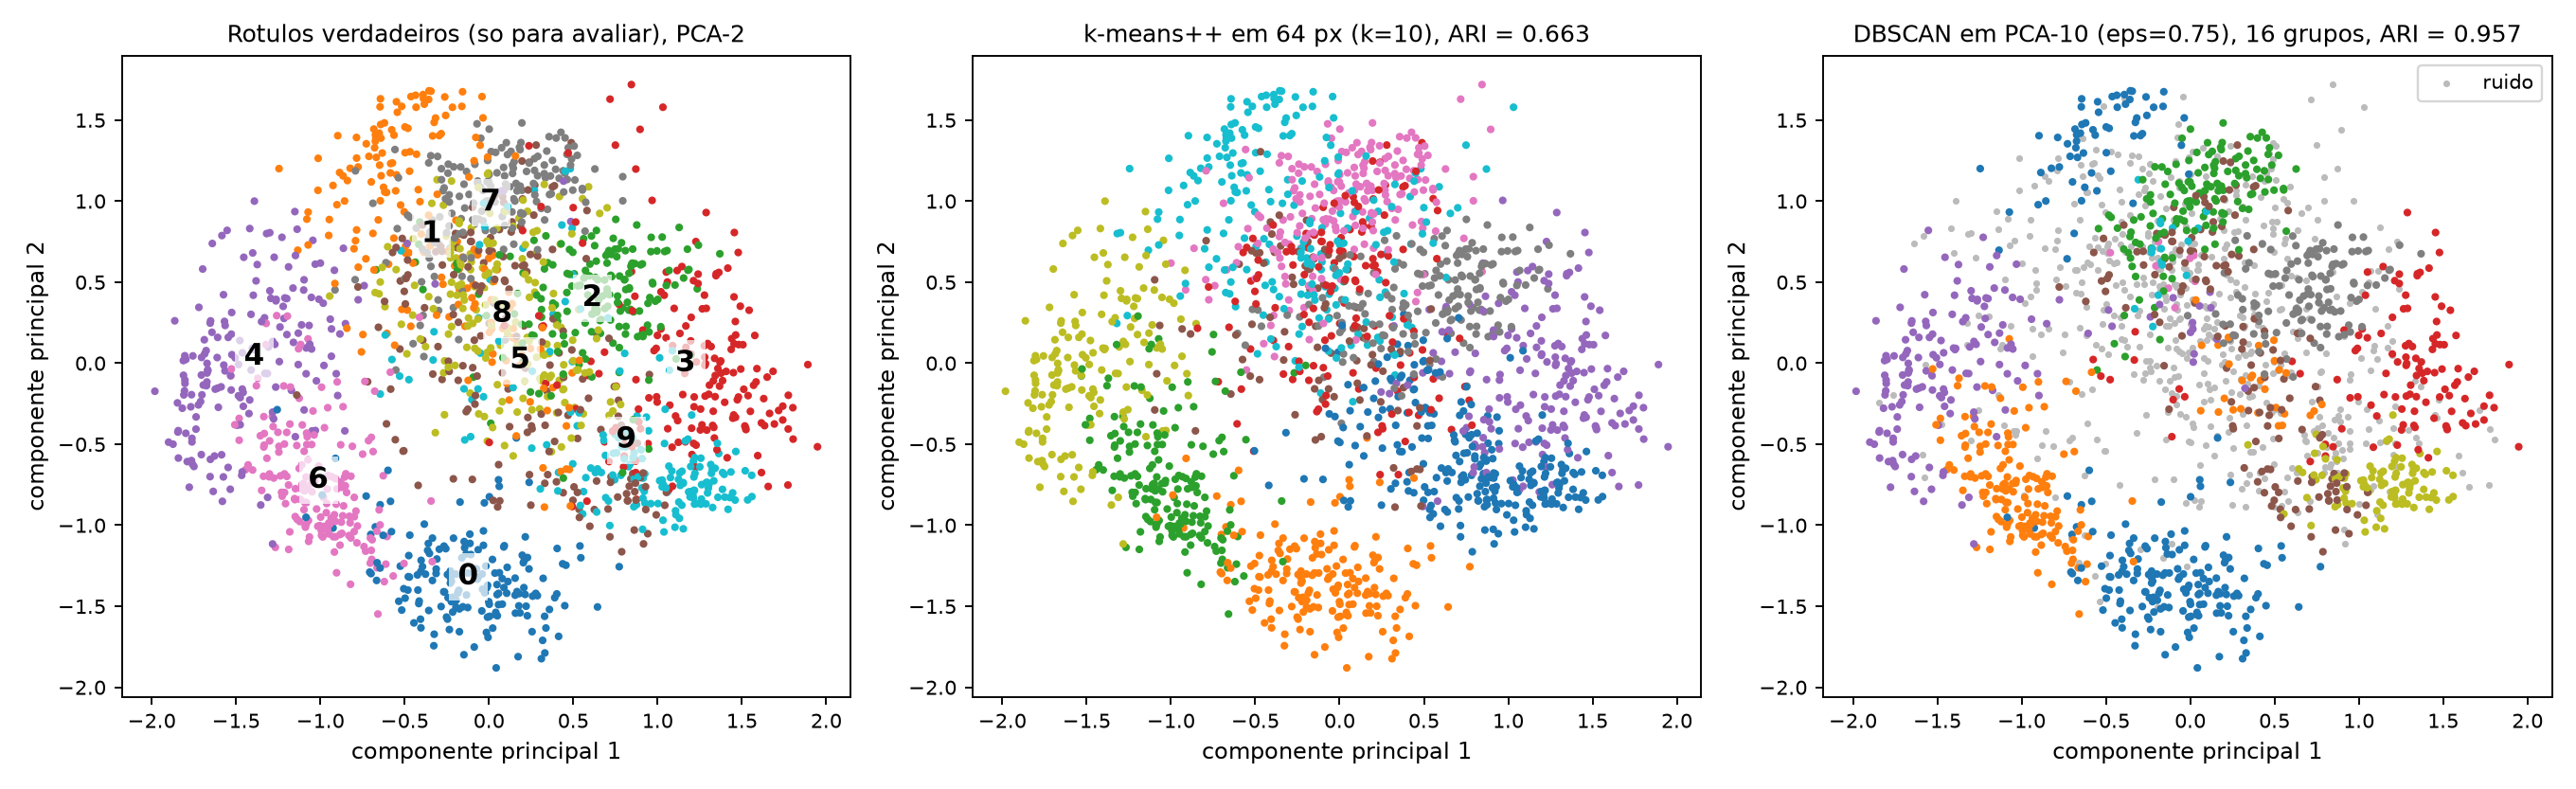 Rotulos verdadeiros (so para avaliar), PCA-2
componente principal 2
1.5
1.0
0.5
0.0
−0.5
−1.0
−1.5
−2.0
7
1
2
8
5
4
3
9
6
0
−2.0 −1.5 −1.0 −0.5 0.0 0.5 1.0 1.5 2.0
componente principal 1
k-means++ em 64 px (k=10), ARI = 0.663
componente principal 2
1.5
1.0
0.5
0.0
−0.5
−1.0
−1.5
−2.0
−2.0 −1.5 −1.0 −0.5 0.0 0.5 1.0 1.5 2.0
componente principal 1
DBSCAN em PCA-10 (eps=0.75), 16 grupos, ARI = 0.957
ruido
componente principal 2
1.5
1.0
0.5
0.0
−0.5
−1.0
−1.5
−2.0
−2.0 −1.5 −1.0 −0.5 0.0 0.5 1.0 1.5 2.0
componente principal 1